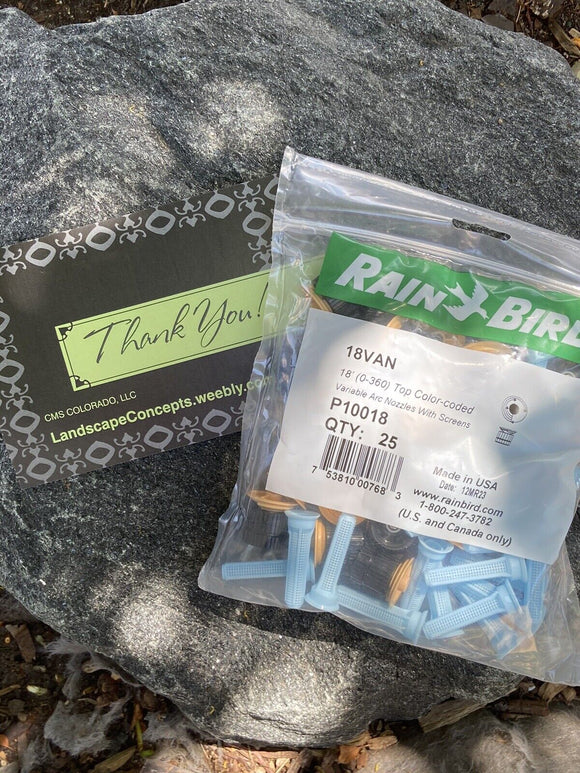 Thank You!
CMS COLORADO, LLC
LandscapeConcepts.weebly.com
RAIN BIRD
18VAN
18' (0-360) Top Color-coded
Variable Arc Nozzles With Screens
P10018
QTY: 25
7 53810 00768 3
Made in USA
Date: 12MR23
www.rainbird.com
1-800-247-3782
(U.S. and Canada only)